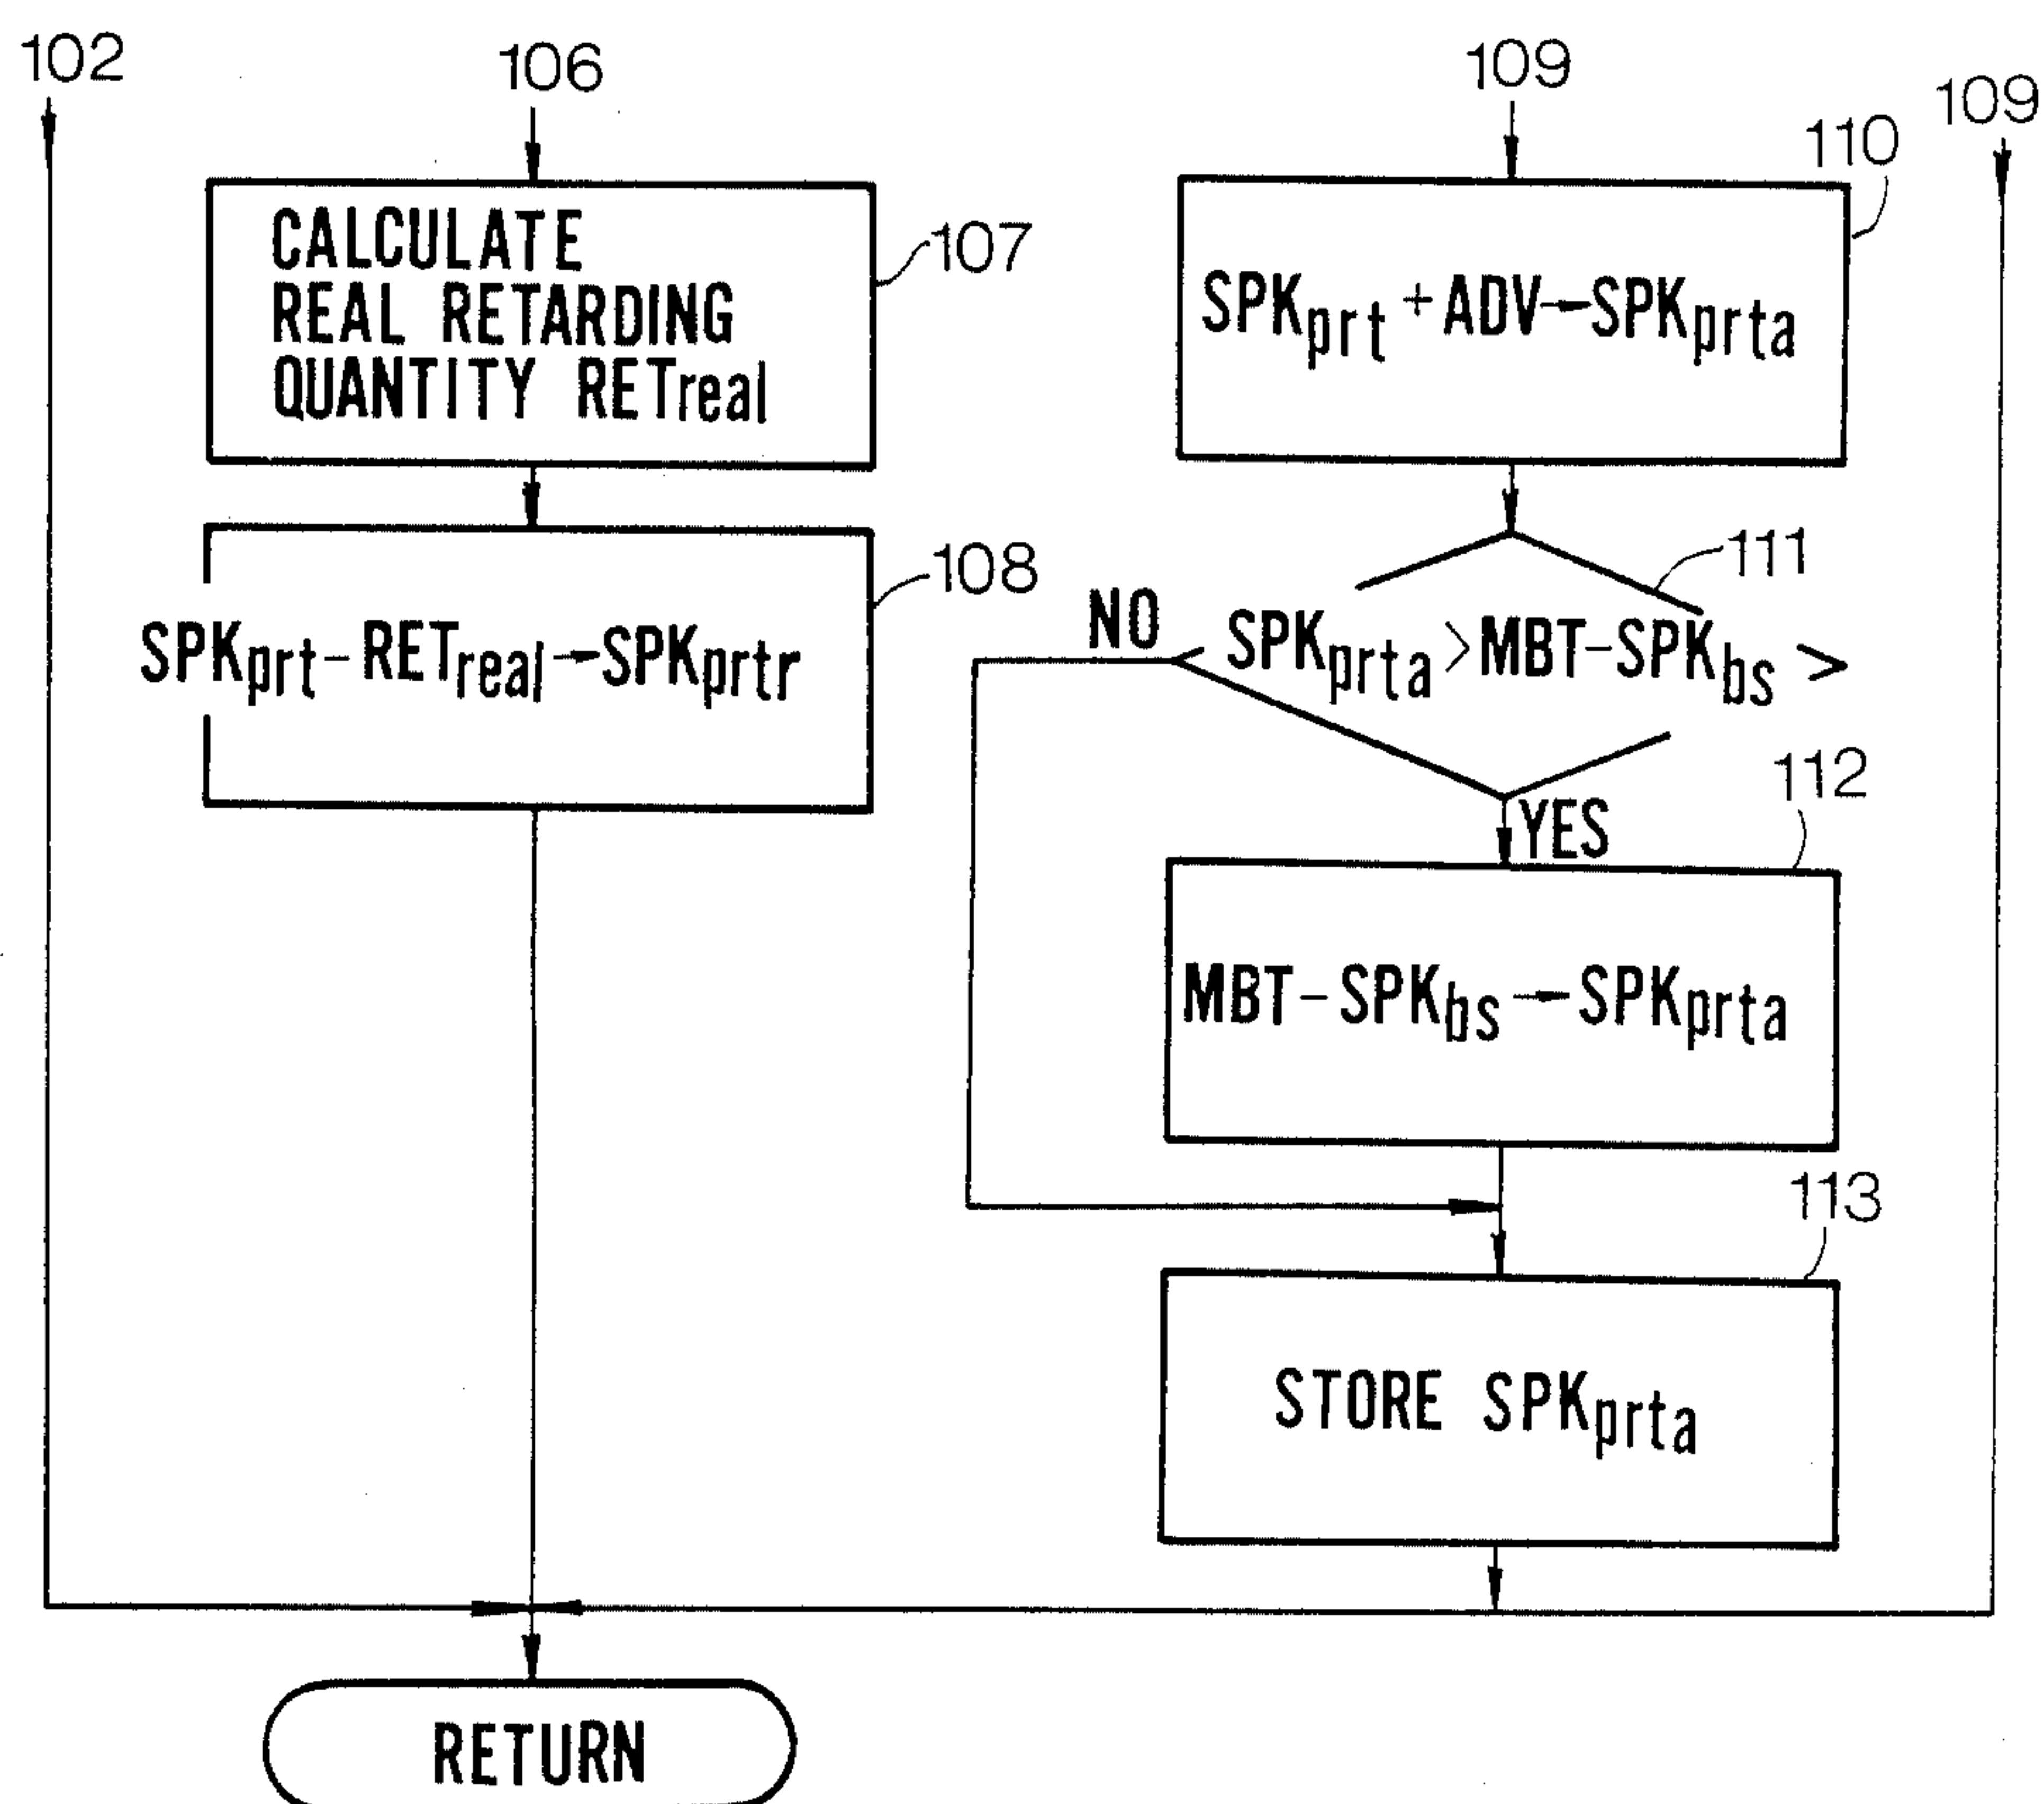 102
106
109
109
110
CALCULATE
REAL RETARDING
QUANTITY RETreal
107
SPKprt + ADV → SPKprta
108
SPKprt - RETreal → SPKprtr
111
NO
SPKprta > MBT - SPKbs
YES
112
MBT - SPKbs → SPKprta
113
STORE SPKprta
RETURN